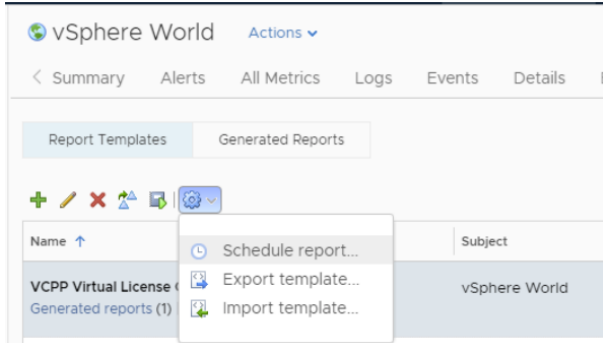 vSphere World Actions
< Summary Alerts All Metrics Logs Events Details
Report Templates Generated Reports
Name Subject
Schedule report...
VCPP Virtual License vSphere World
Export template...
Generated reports (1)
Import template...